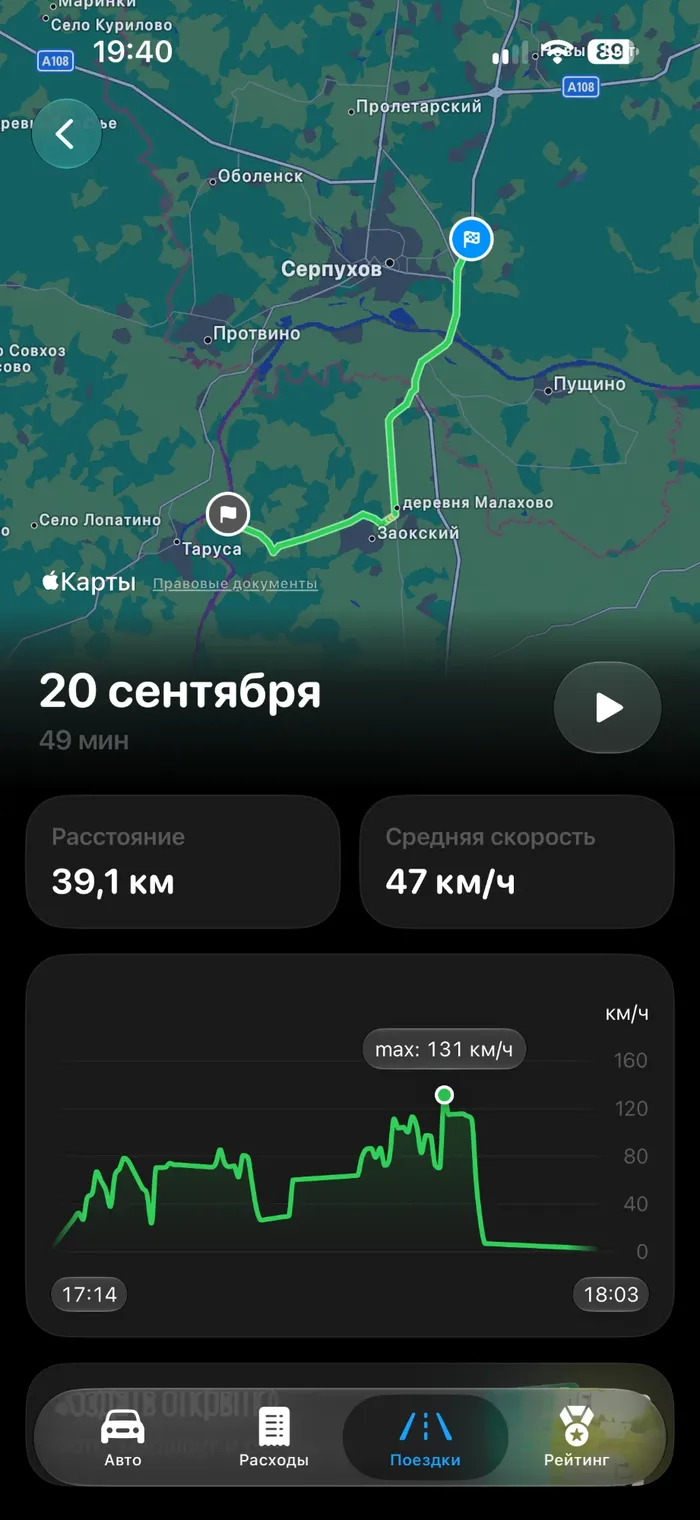 Маринки
Село Курилово
19:40
89
А108
А108
Пролетарский
Оболенск
Серпухов
Протвино
Совхоз
Пущино
деревня Малахово
Село Лопатино
Заокский
Таруса
Карты
Правовые документы
20 сентября
49 мин
Расстояние
Средняя скорость
39,1 км
47 км/ч
км/ч
max: 131 км/ч
160
120
80
40
0
17:14
18:03
Авто
Расходы
Поездки
Рейтинг